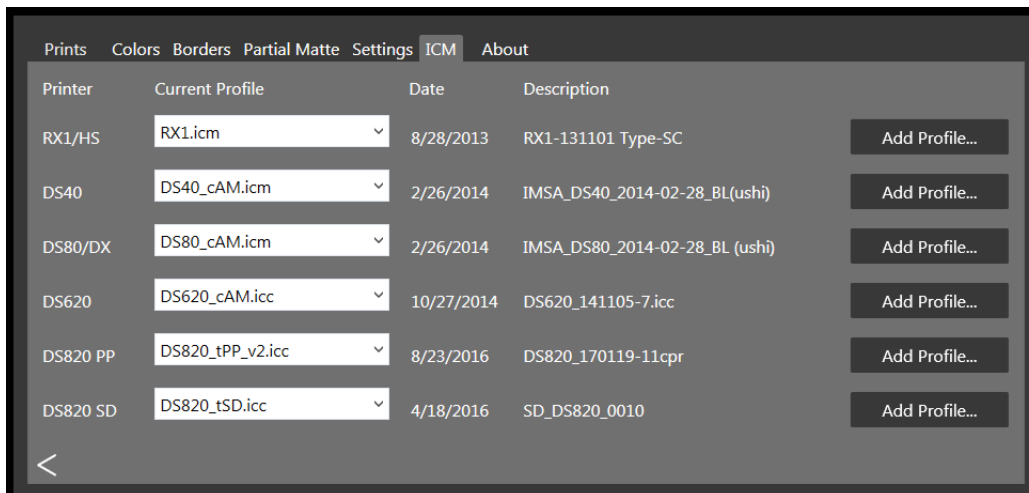 Prints Colors Borders Partial Matte Settings ICM About
Printer Current Profile Date Description
RX1/HS RX1.icm 8/28/2013 RX1-131101 Type-SC Add Profile...
DS40 DS40_cAM.icm 2/26/2014 IMSA_DS40_2014-02-28_BL(ushi) Add Profile...
DS80/DX DS80_cAM.icm 2/26/2014 IMSA_DS80_2014-02-28_BL (ushi) Add Profile...
DS620 DS620_cAM.icc 10/27/2014 DS620_141105-7.icc Add Profile...
DS820 PP DS820_tPP_v2.icc 8/23/2016 DS820_170119-11cpr Add Profile...
DS820 SD DS820_tSD.icc 4/18/2016 SD_DS820_0010 Add Profile...